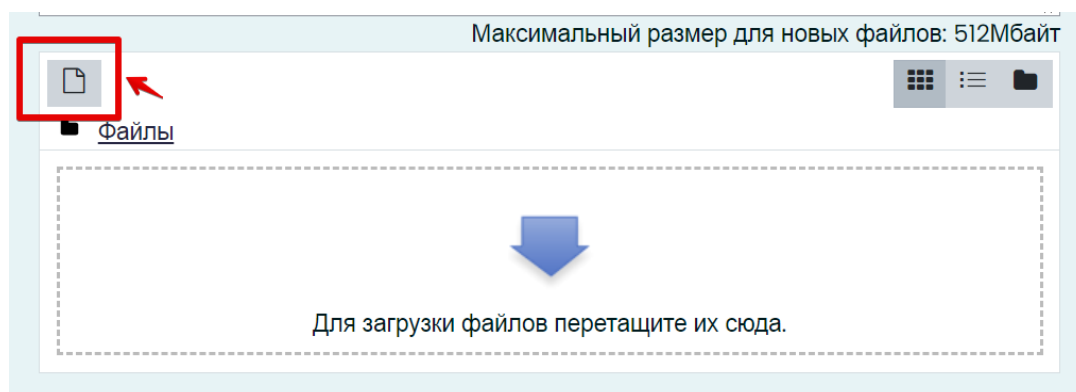 Максимальный размер для новых файлов: 512Мбайт
Файлы
Для загрузки файлов перетащите их сюда.